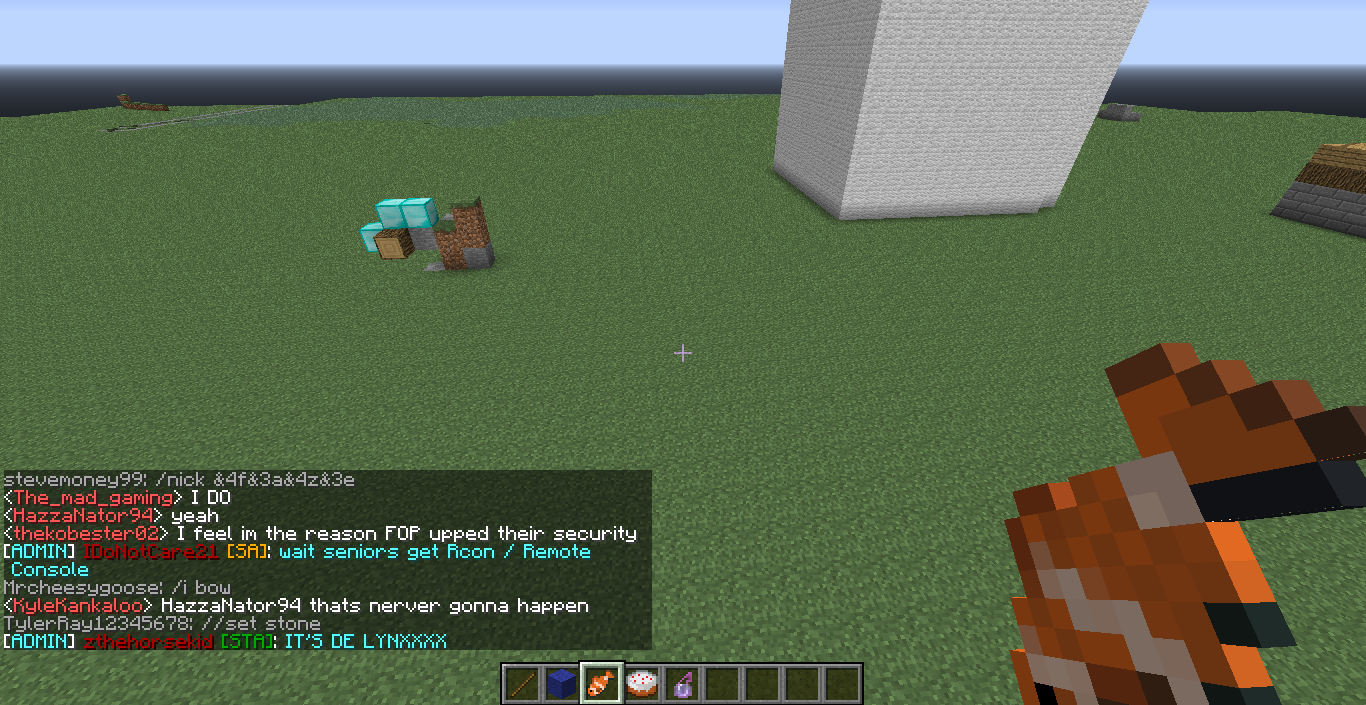 stevemoney99: /nick &4f&3a&4z&3e
<The_mad_gaming> I DO
<HazzaNator94> yeah
<thekobester02> I feel im the reason FOP upped their security
[ADMIN] IDoNotCare21 [SA]: wait seniors get Rcon / Remote
Console
Mrcheesygoose: /i bow
<KyleKankaloo> HazzaNator94 thats nerver gonna happen
TylerRay12345678: //set stone
[ADMIN] zthehorsekid [STA]: IT'S DE LYNXXXX